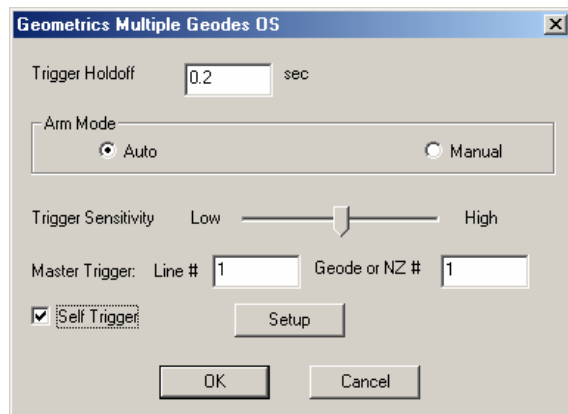 Geometrics Multiple Geodes OS
Trigger Holdoff 0.2 sec
Arm Mode
Auto Manual
Trigger Sensitivity Low High
Master Trigger: Line # 1 Geode or NZ # 1
Self Trigger Setup
OK Cancel